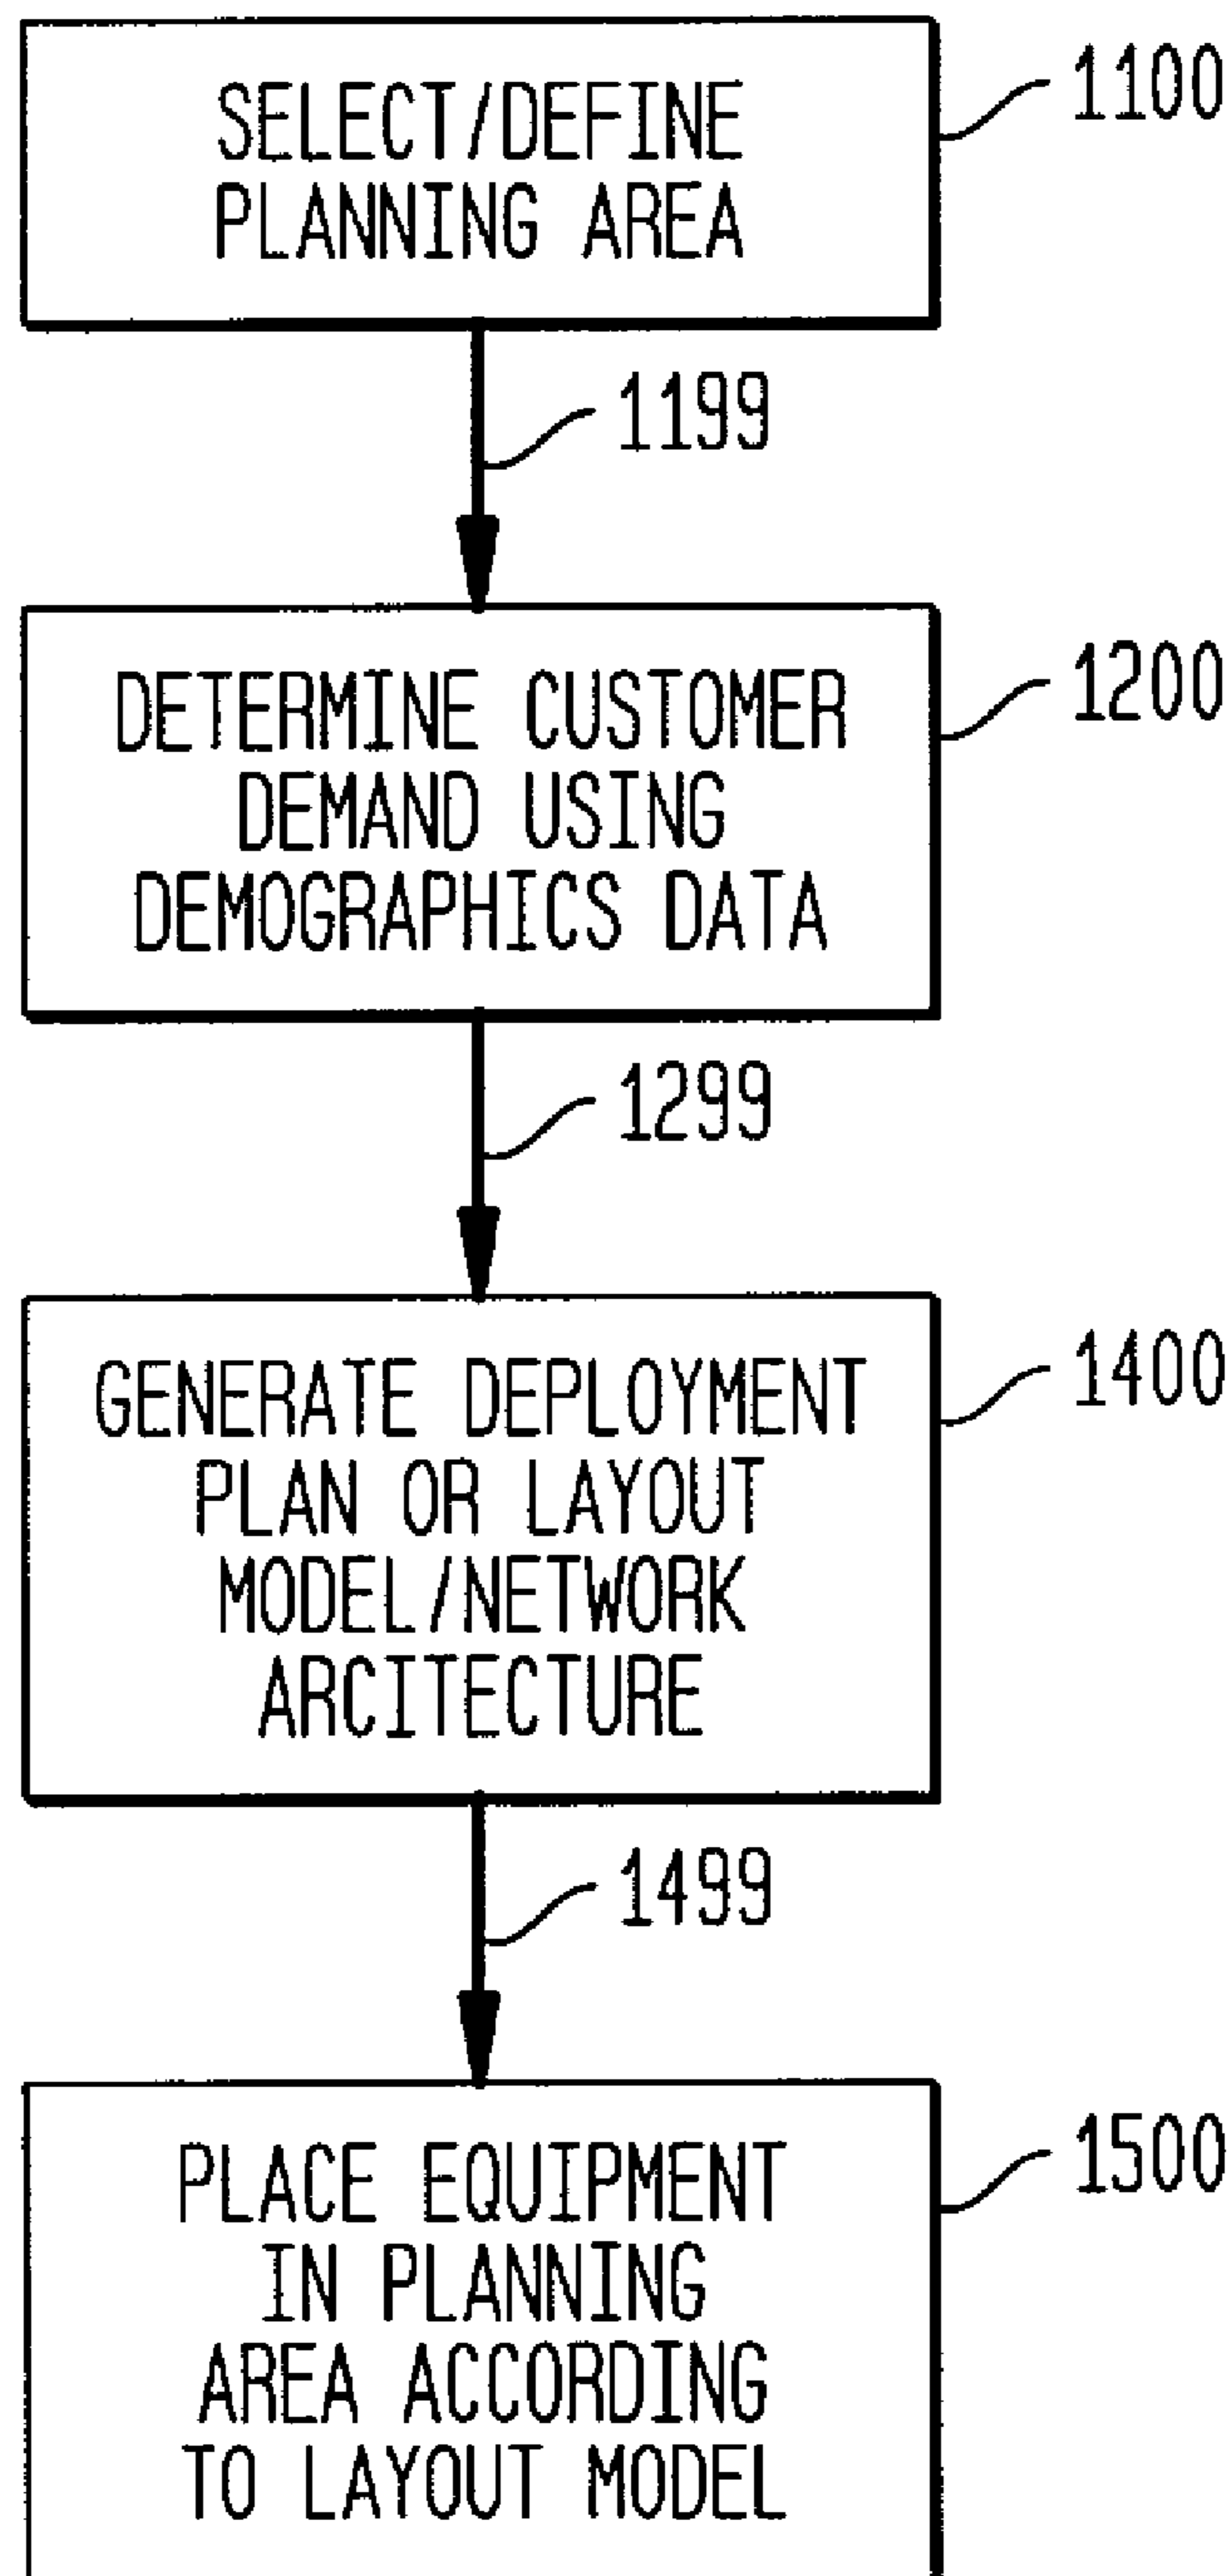 SELECT/DEFINE
PLANNING AREA
1100
1199
DETERMINE CUSTOMER
DEMAND USING
DEMOGRAPHICS DATA
1200
1299
GENERATE DEPLOYMENT
PLAN OR LAYOUT
MODEL/NETWORK
ARCITECTURE
1400
1499
PLACE EQUIPMENT
IN PLANNING
AREA ACCORDING
TO LAYOUT MODEL
1500